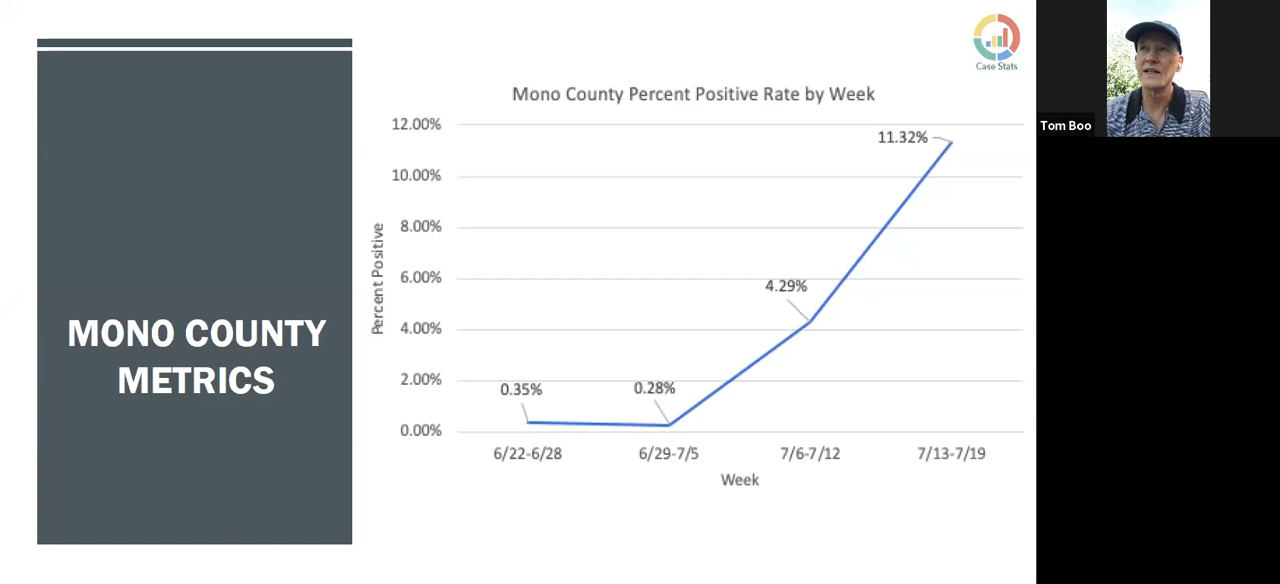 Case Stats
Tom Boo
MONO COUNTY
METRICS
Mono County Percent Positive Rate by Week
Percent Positive
12.00%
10.00%
8.00%
6.00%
4.00%
2.00%
0.00%
0.35%
0.28%
4.29%
11.32%
6/22-6/28
6/29-7/5
7/6-7/12
7/13-7/19
Week